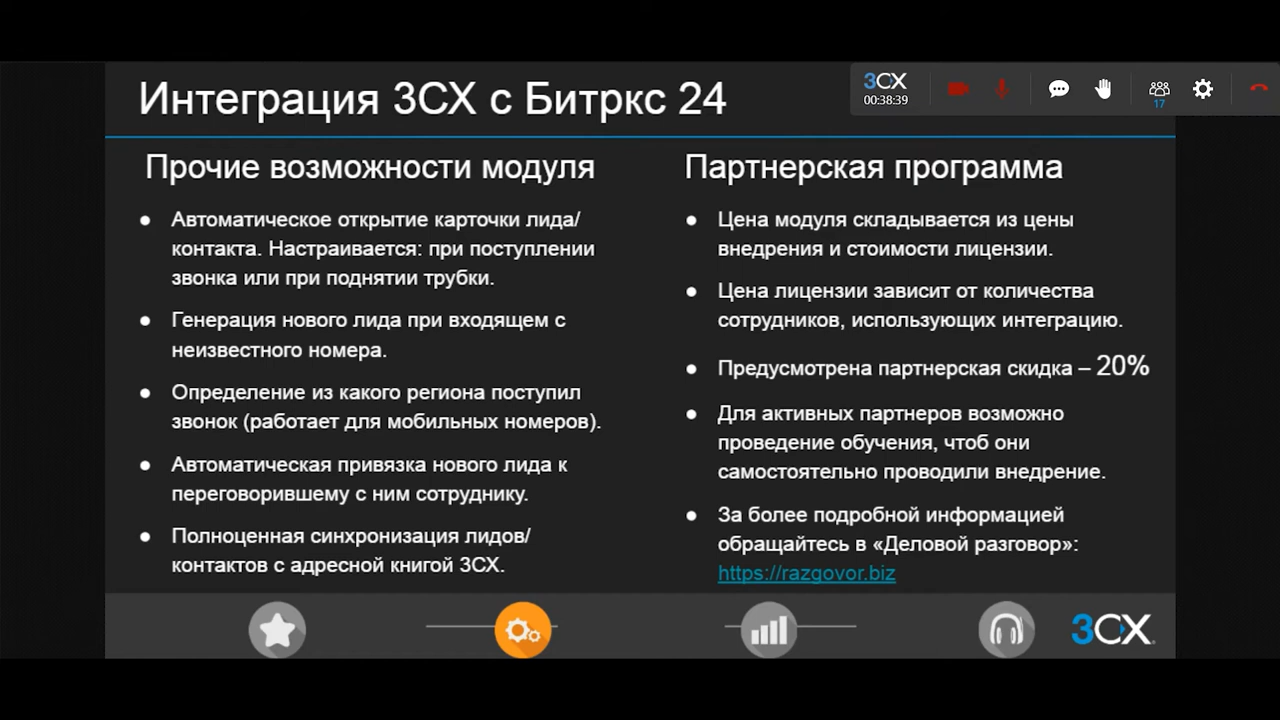 Интеграция 3CX с Битркс 24
3CX
00:38:39
17
Прочие возможности модуля
● Автоматическое открытие карточки лида/
контакта. Настраивается: при поступлении
звонка или при поднятии трубки.
● Генерация нового лида при входящем с
неизвестного номера.
● Определение из какого региона поступил
звонок (работает для мобильных номеров).
● Автоматическая привязка нового лида к
переговорившему с ним сотруднику.
● Полноценная синхронизация лидов/
контактов с адресной книгой 3CX.
Партнерская программа
● Цена модуля складывается из цены
внедрения и стоимости лицензии.
● Цена лицензии зависит от количества
сотрудников, использующих интеграцию.
● Предусмотрена партнерская скидка – 20%
● Для активных партнеров возможно
проведение обучения, чтоб они
самостоятельно проводили внедрение.
● За более подробной информацией
обращайтесь в «Деловой разговор»:
https://razgovor.biz
3CX